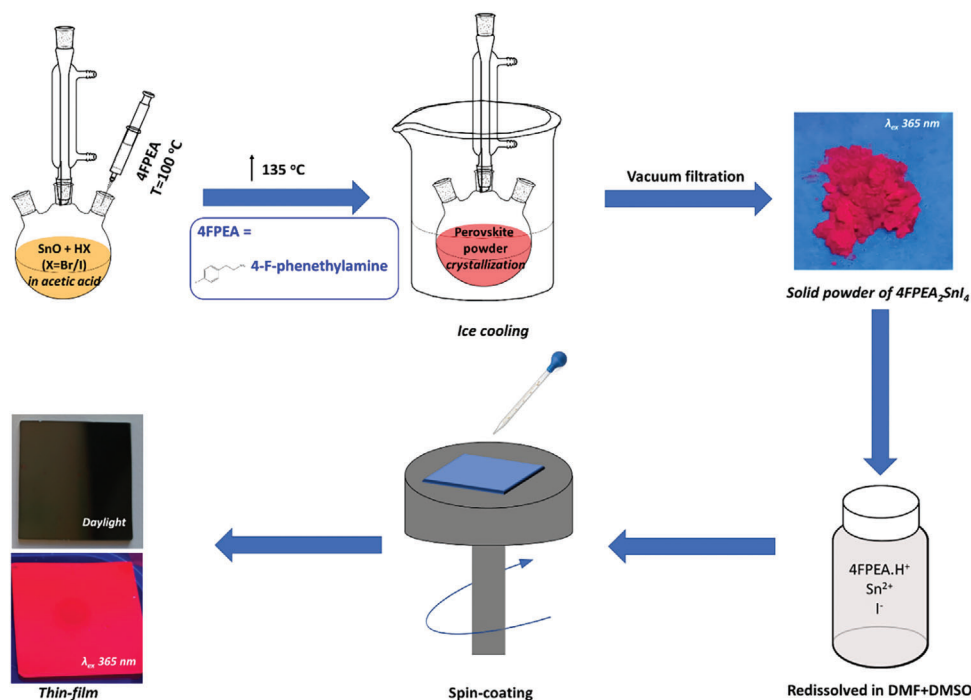 4FPEA
T=100 °C
SnO + HX
(X=Br/I)
in acetic acid
135 °C
4FPEA =
4-F-phenethylamine
Perovskite
powder
crystallization
Ice cooling
Vacuum filtration
λex 365 nm
Solid powder of 4FPEA₂SnI₄
4FPEA.H⁺
Sn²⁺
I⁻
Redissolved in DMF+DMSO
Spin-coating
Daylight
λex 365 nm
Thin-film